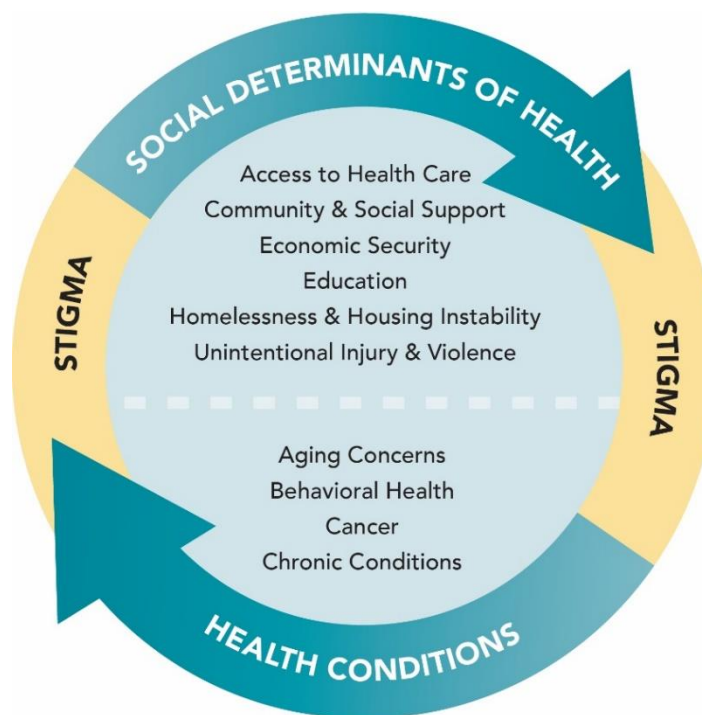 SOCIAL DETERMINANTS OF HEALTH
Access to Health Care
Community & Social Support
Economic Security
Education
Homelessness & Housing Instability
Unintentional Injury & Violence
STIGMA
STIGMA
Aging Concerns
Behavioral Health
Cancer
Chronic Conditions
HEALTH CONDITIONS